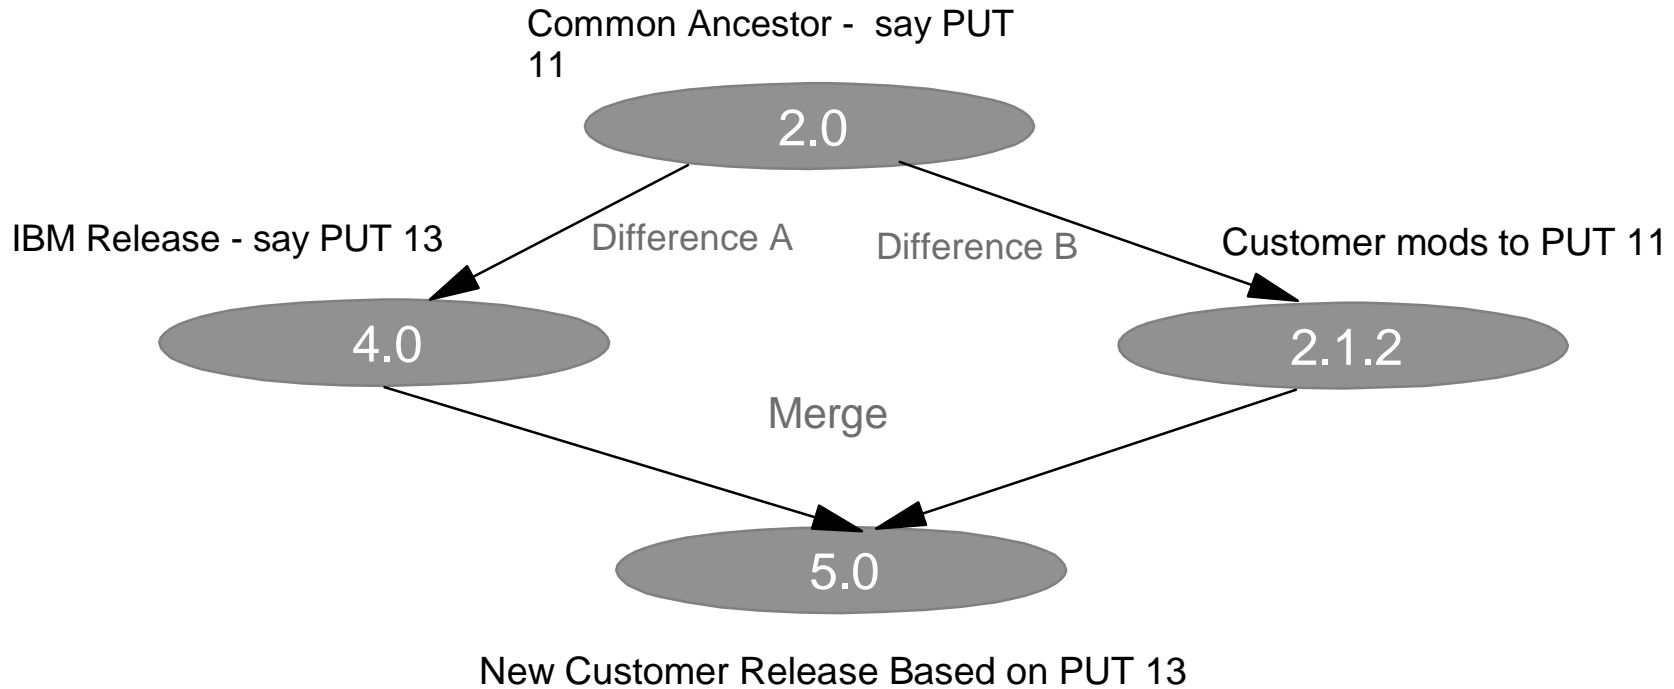 Common Ancestor -  say PUT
11
2.0
IBM Release - say PUT 13
Difference A
Difference B
Customer mods to PUT 11
4.0
2.1.2
Merge
5.0
New Customer Release Based on PUT 13